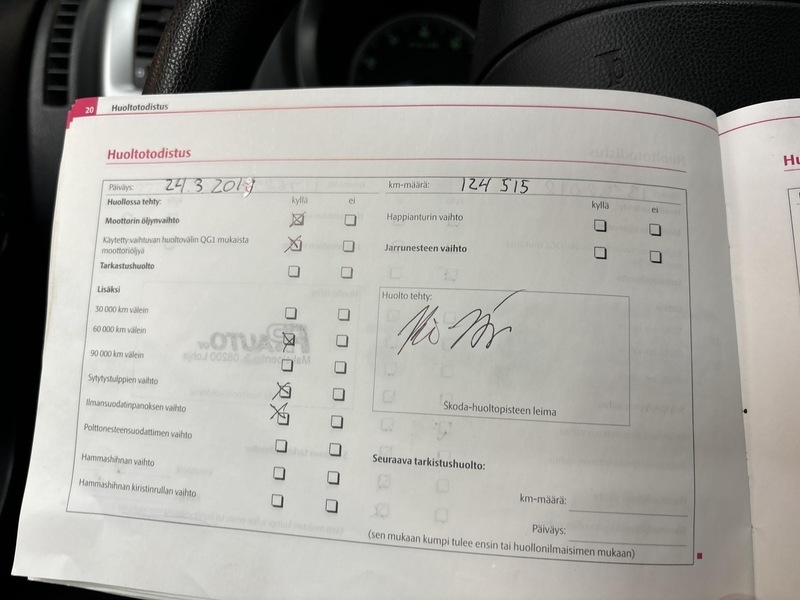 20 Huoltotodistus
Huoltotodistus
Päiväys: 24.3 2019 km-määrä: 124 515
Huollossa tehty: kyllä ei kyllä ei
Moottorin öljynvaihto
Happianturin vaihto
Käytetty vaihtuvan huoltovälin QG1 mukaista
moottoriöljyä
Jarrunesteen vaihto
Tarkastushuolto
Lisäksi
Huolto tehty:
30 000 km välein
60 000 km välein
90 000 km välein
Sytytystulppien vaihto
Ilmansuodatinpanoksen vaihto
Skoda-huoltopisteen leima
Polttonesteensuodattimen vaihto
Hammashihnan vaihto
Hammashihnan kiristinrullan vaihto
Seuraava tarkistushuolto:
km-määrä:
Päiväys:
(sen mukaan kumpi tulee ensin tai huollonilmaisimen mukaan)
Hu